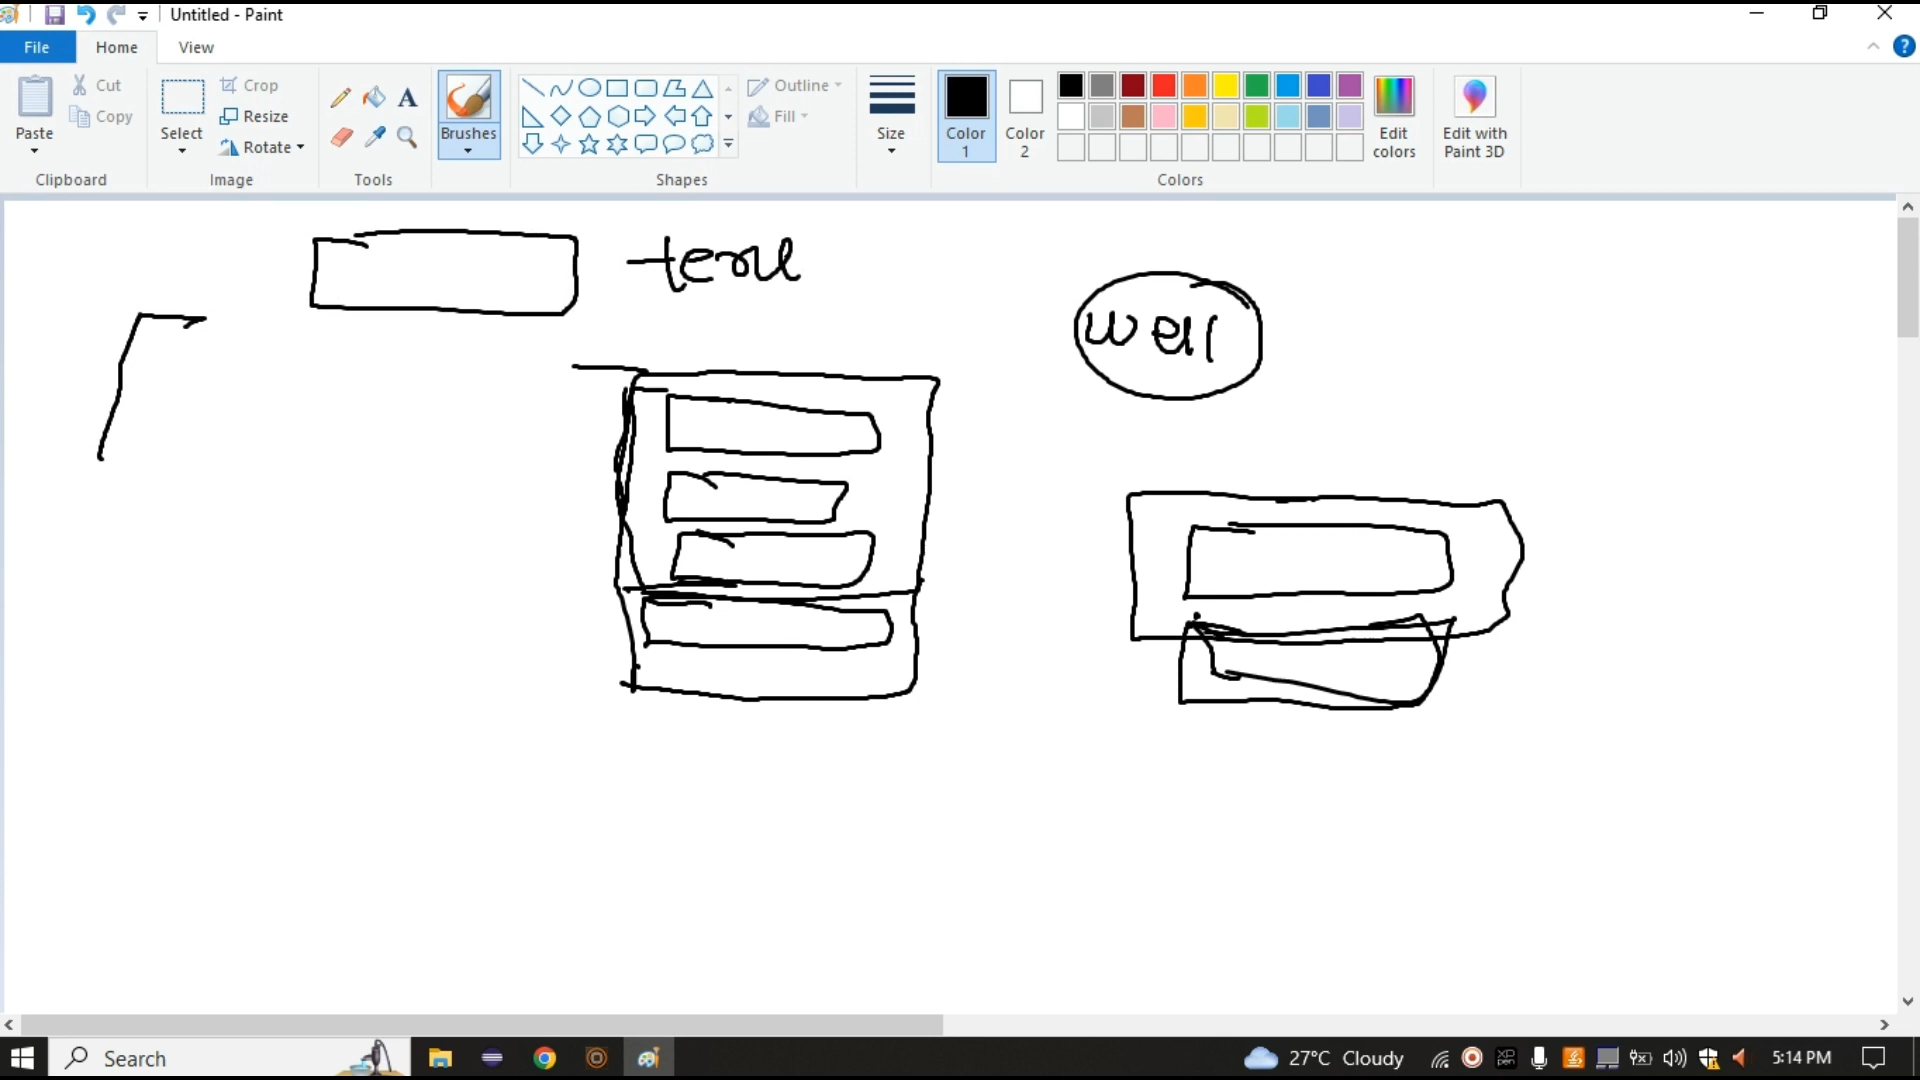 Untitled - Paint
File
Home
View
Paste
Cut
Copy
Clipboard
Select
Crop
Resize
Rotate
Image
A
Tools
Brushes
Shapes
Outline
Fill
Size
Color 1
Color 2
Edit colors
Colors
Edit with Paint 3D
well
Search
27°C Cloudy
5:14 PM